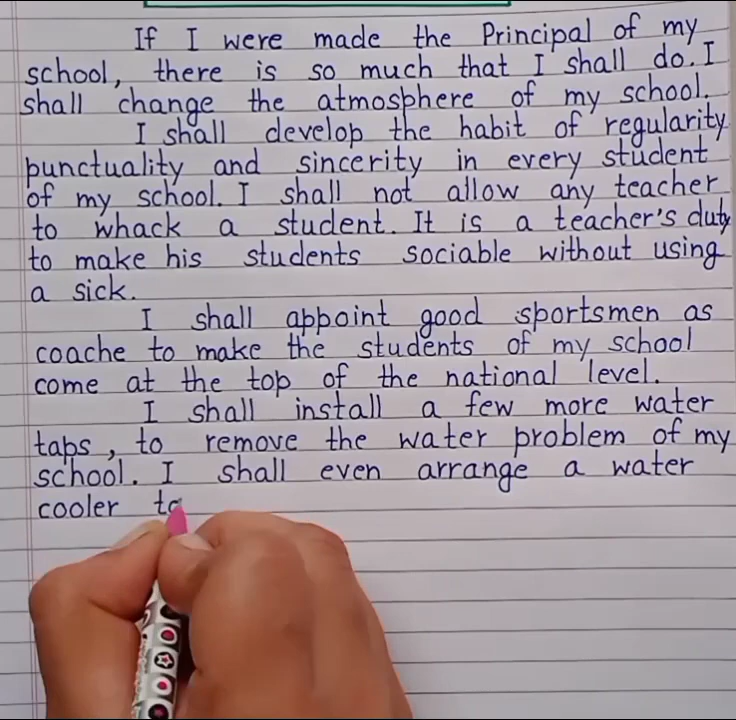 If I were made the Principal of my
school, there is so much that I shall do. I
shall change the atmosphere of my school.
I shall develop the habit of regularity
punctuality and sincerity in every student
of my school. I shall not allow any teacher
to whack a student. It is a teacher's duty
to make his students sociable without using
a sick.
I shall appoint good sportsmen as
coache to make the students of my school
come at the top of the national level.
I shall install a few more water
taps, to remove the water problem of my
school. I shall even arrange a water
cooler to